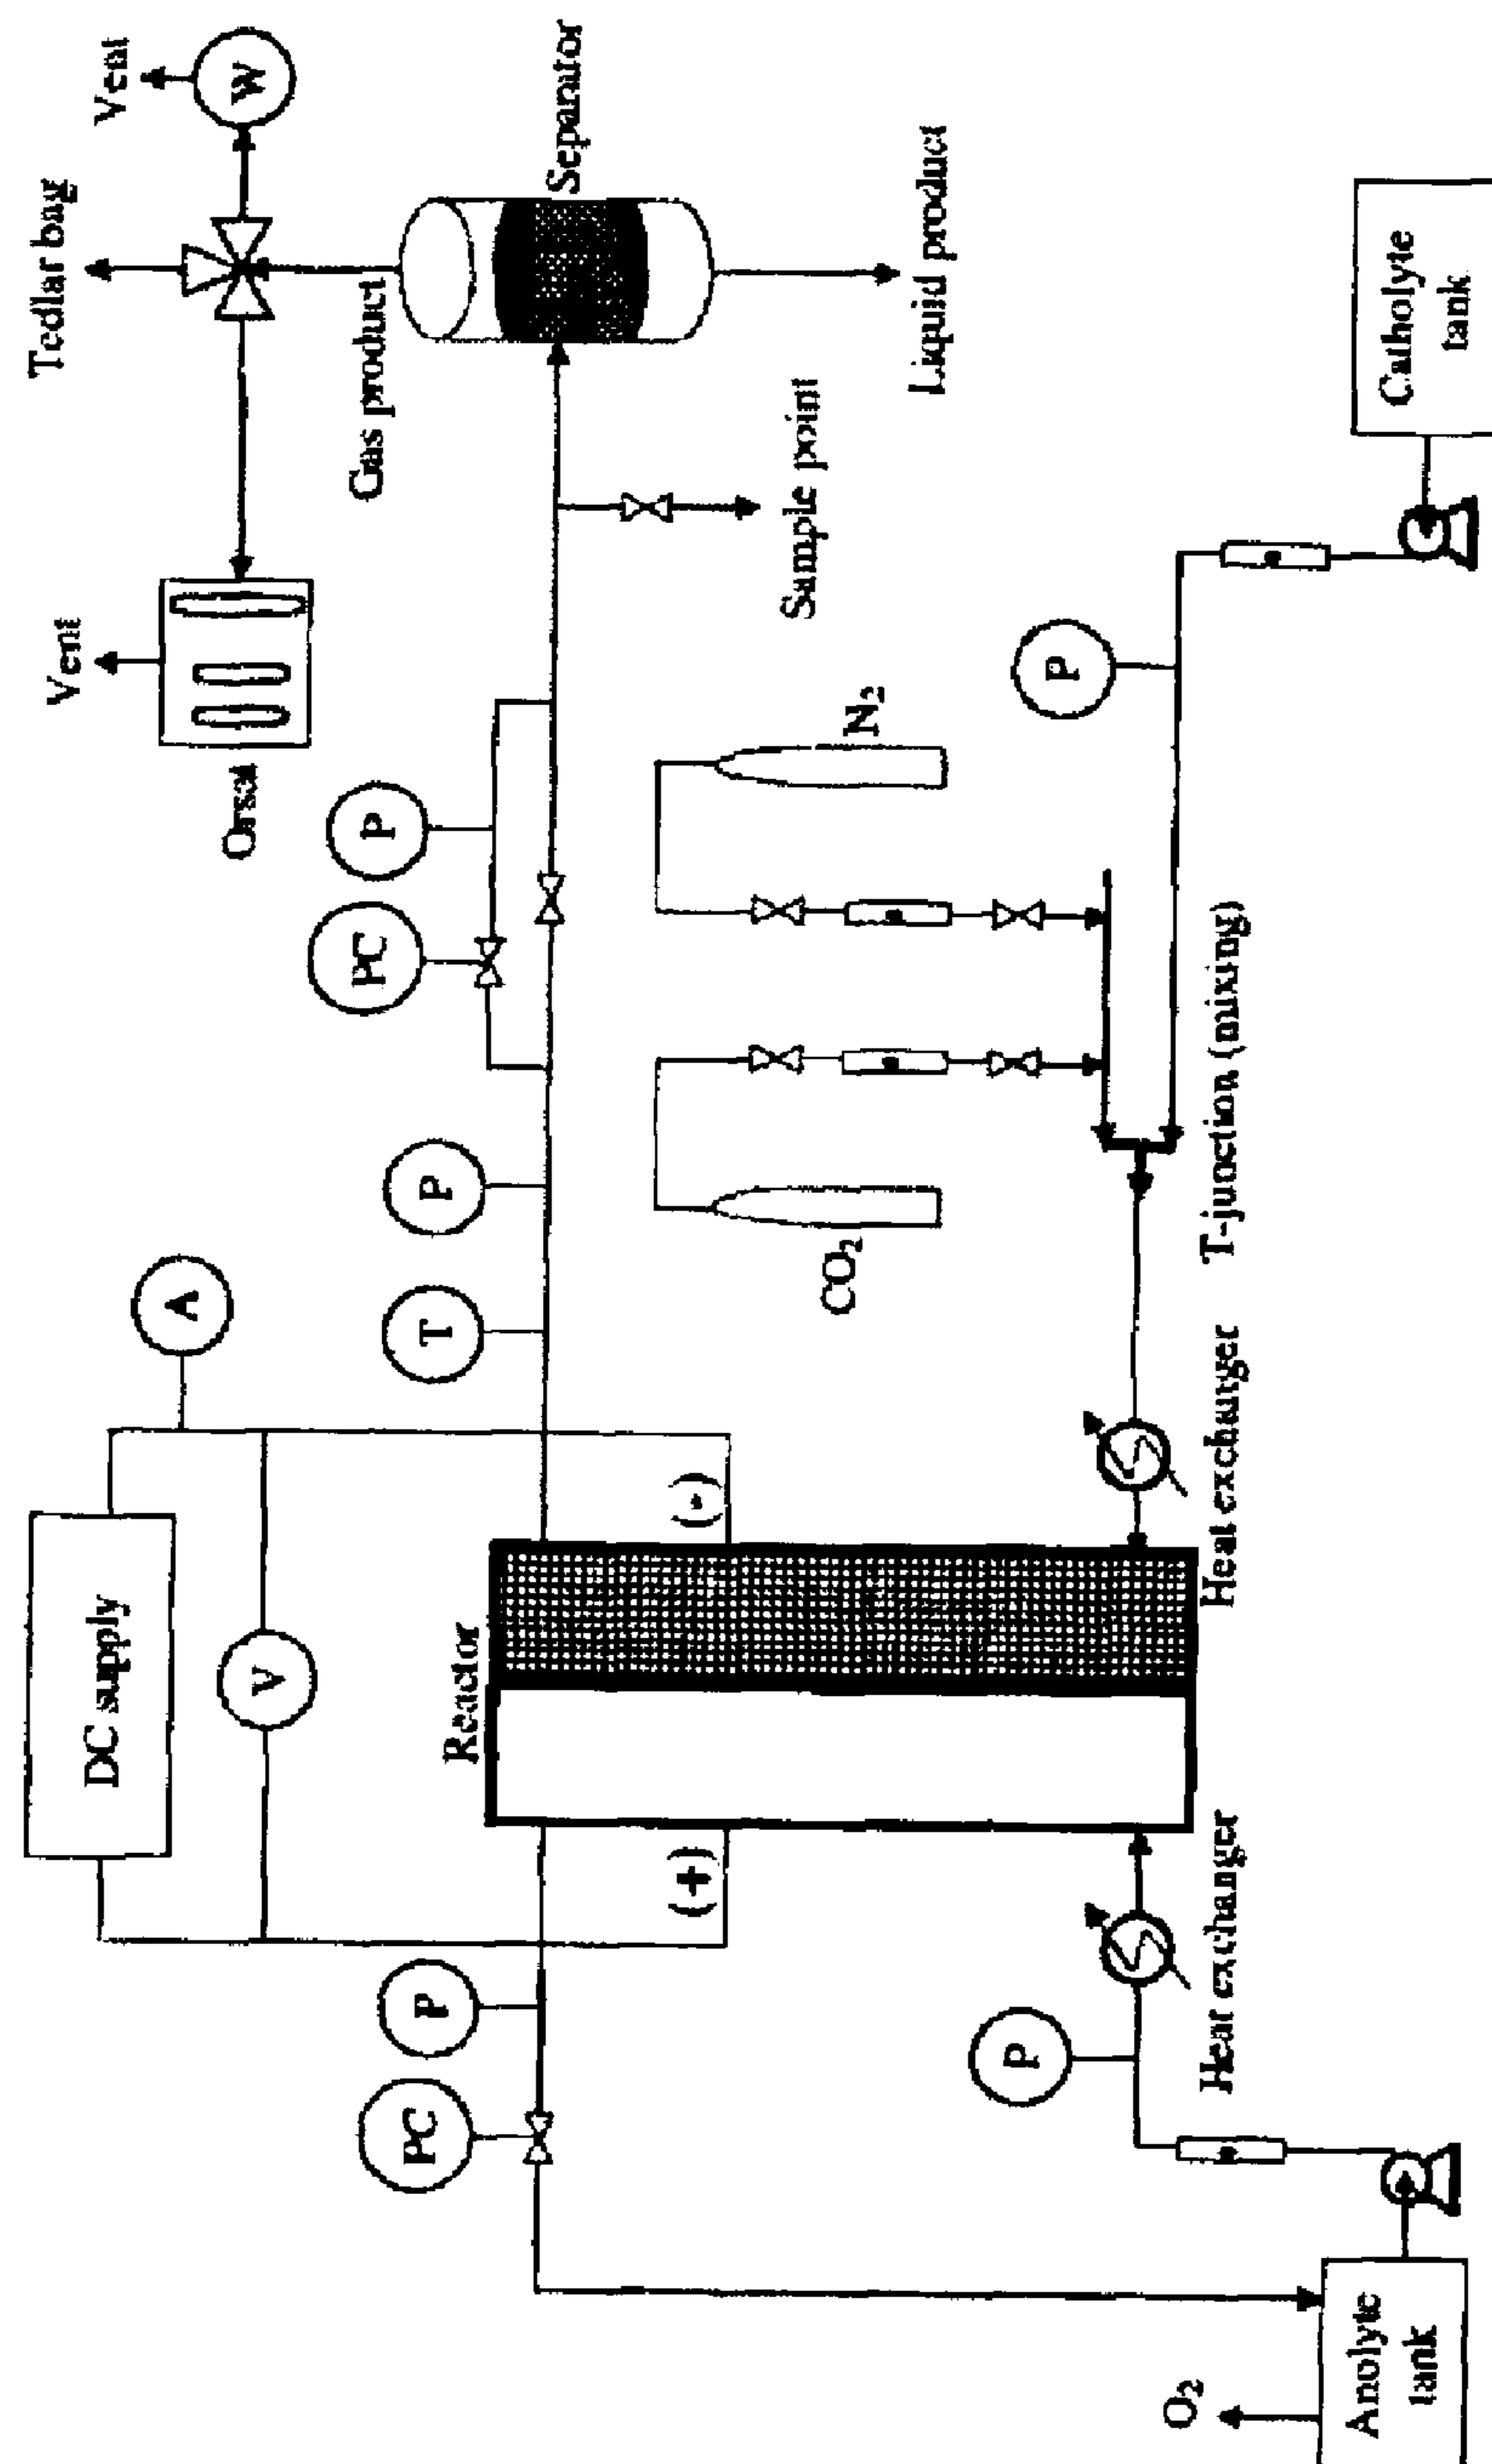 DC supply
A
V
Reactor
(+)
(-)
PC
P
T
P
PC
P
Vent
Orsat
Tedlar bag
Vent
W
Gas product
Separator
Sample point
Liquid product
CO₂
N₂
P
P
Heat exchanger
Heat exchanger
T-junction (mixing)
O₂
Anolyte
tank
Catholyte
tank